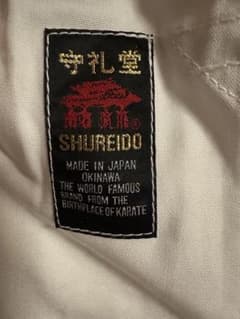 守礼堂
®
SHUREIDO
MADE IN JAPAN
OKINAWA
THE WORLD FAMOUS
BRAND FROM THE
BIRTHPLACE OF KARATE